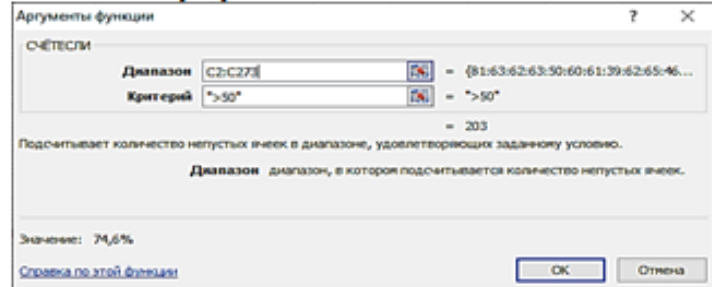 Аргументы функции ? ×
СЧЁТЕСЛИ
Диапазон C2:C273 = {81:63:62:63:50:60:61:39:62:65:46...
Критерий ">50" = ">50"
= 203
Подсчитывает количество непустых ячеек в диапазоне, удовлетворяющих заданному условию.
Диапазон диапазон, в котором подсчитывается количество непустых ячеек.
Значение: 74,6%
Справка по этой функции ОК Отмена